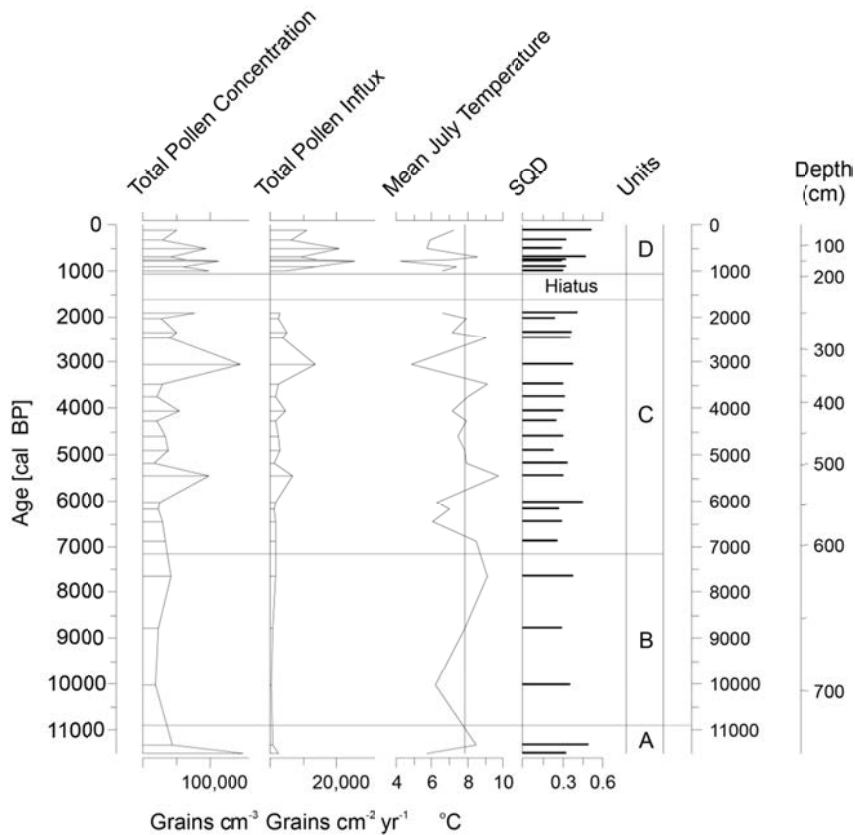 Total Pollen Concentration
Total Pollen Influx
Mean July Temperature
SQD
Units
Depth
(cm)
Age [cal BP]
0
1000
2000
3000
4000
5000
6000
7000
8000
9000
10000
11000
D
Hiatus
C
B
A
0
1000
2000
3000
4000
5000
6000
7000
8000
9000
10000
11000
100
200
300
400
500
600
700
100,000
20,000
4 6 8 10
0.3 0.6
Grains cm⁻³ Grains cm⁻² yr⁻¹ °C